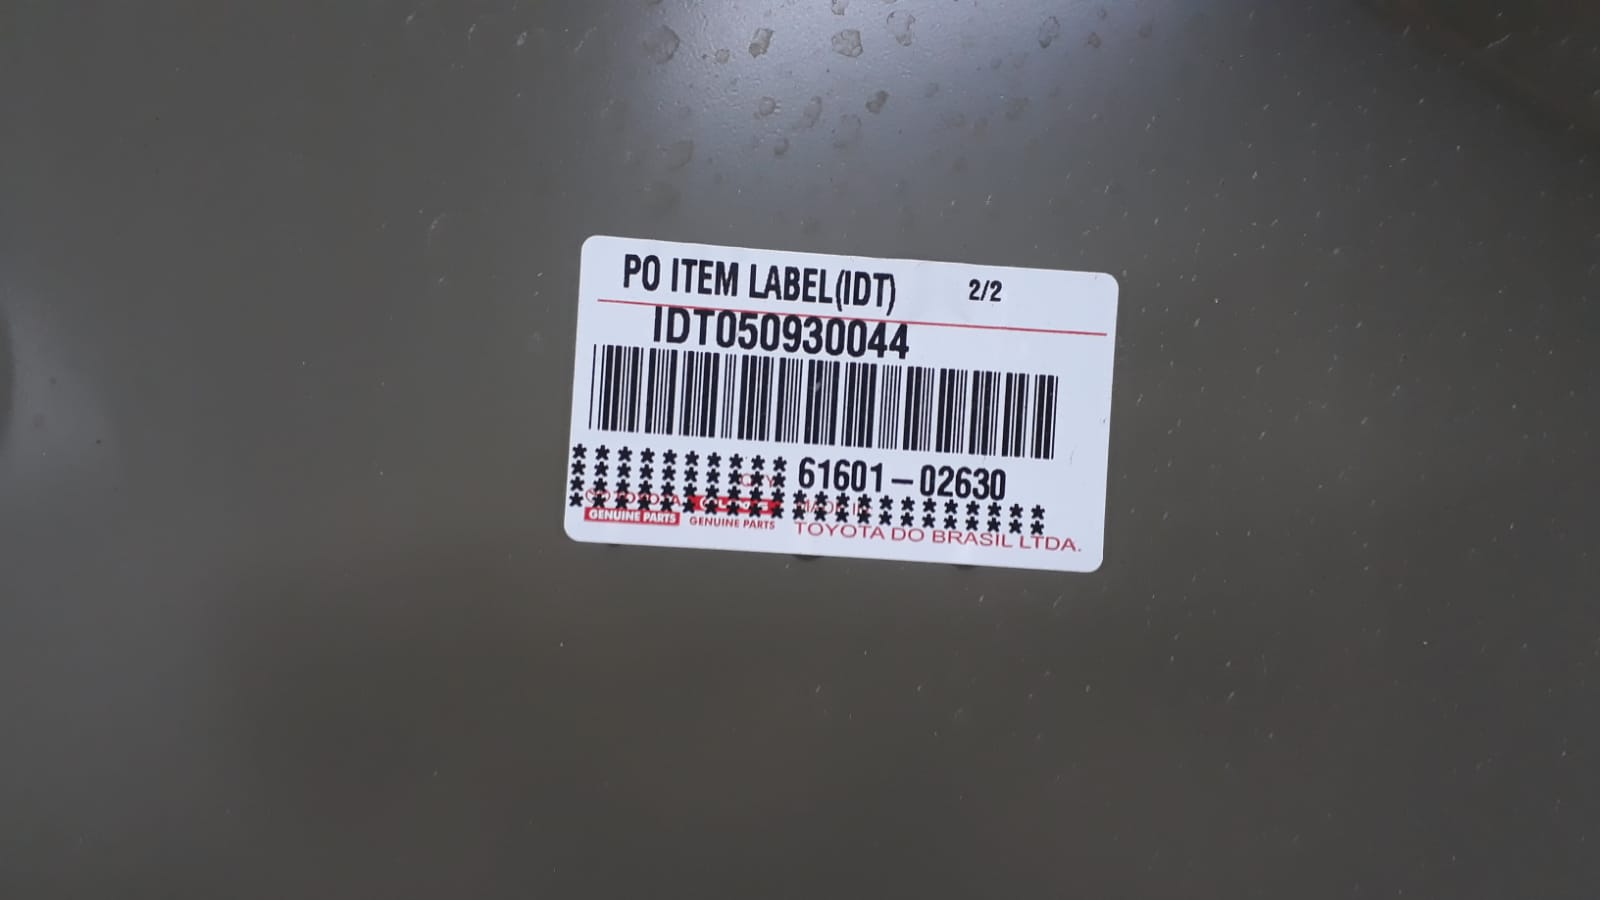 PO ITEM LABEL(IDT) 2/2
IDT050930044
********** 61601-02630
**********************
**********************
GENUINE PARTS GENUINE PARTS
TOYOTA DO BRASIL LTDA.